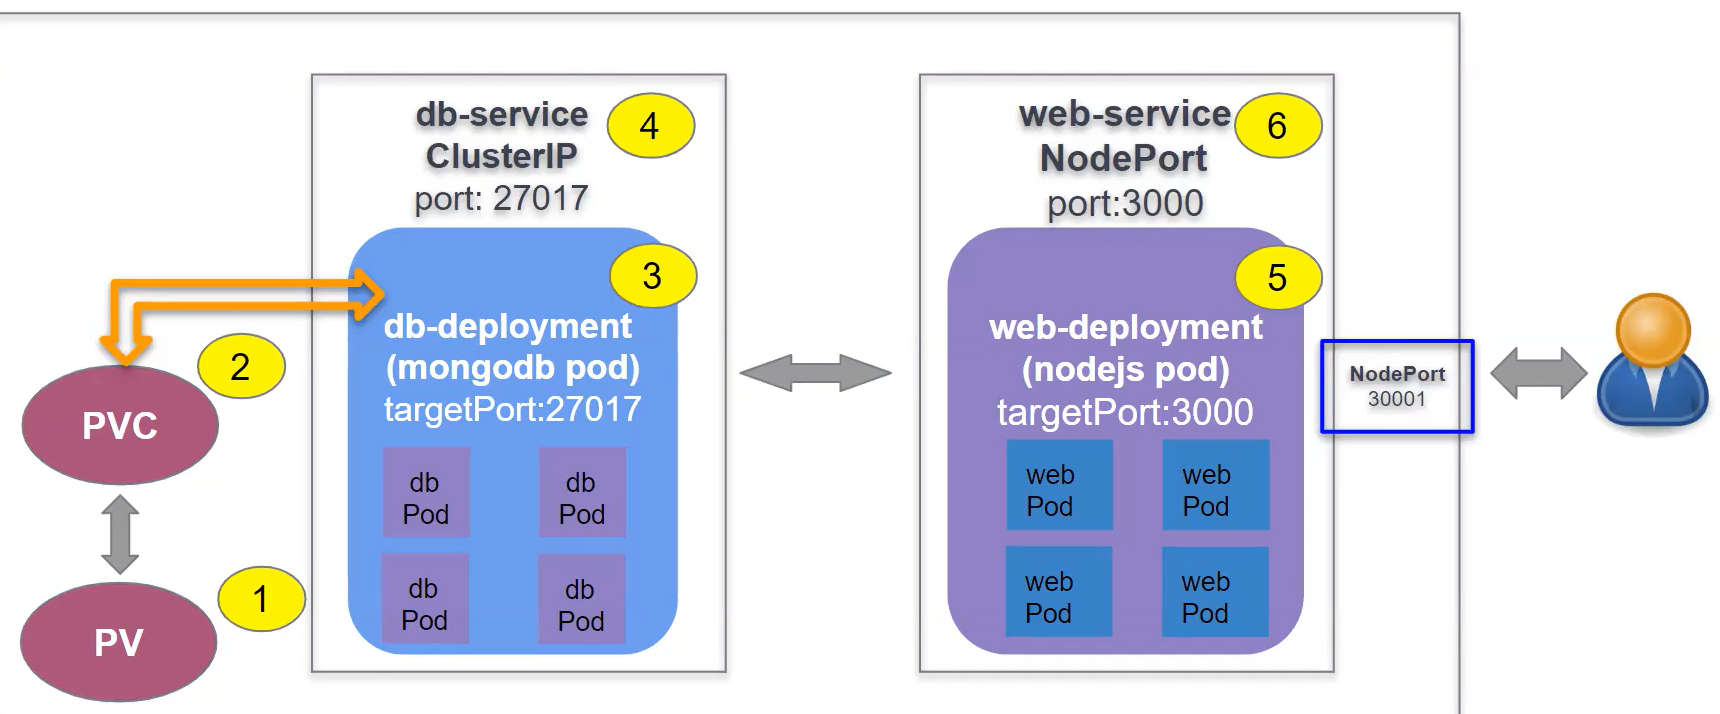 db-service
ClusterIP
port: 27017
4
3
db-deployment
(mongodb pod)
targetPort:27017
db
Pod
db
Pod
db
Pod
db
Pod
2
PVC
1
PV
web-service
NodePort
port:3000
6
5
web-deployment
(nodejs pod)
targetPort:3000
web
Pod
web
Pod
web
Pod
web
Pod
NodePort
30001